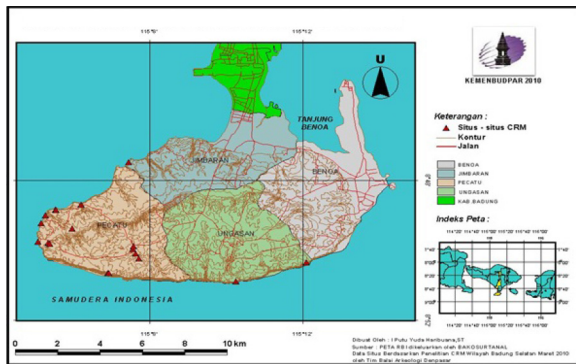 115°6'
115°12'
U
KEMENBUDPAR 2010
TANJUNG
BENOA
JIMBARAN
BENOA
PECATU
UNGASAN
SAMUDERA INDONESIA
0 2 4 6 8 10 km
Keterangan :
Situs - situs CRM
Kontur
Jalan
BENOA
JIMBARAN
PECATU
UNGASAN
KAB.BADUNG
Indeks Peta :
Dibuat Oleh : I Putu Yuda Haribuana,ST
Sumber : PETA RBI dikeluarkan oleh BAKOSURTANAL
Data Situs Berdasarkan Penelitian CRM Wilayah Badung Selatan Maret 2010
oleh Tim Balai Arkeologi Denpasar